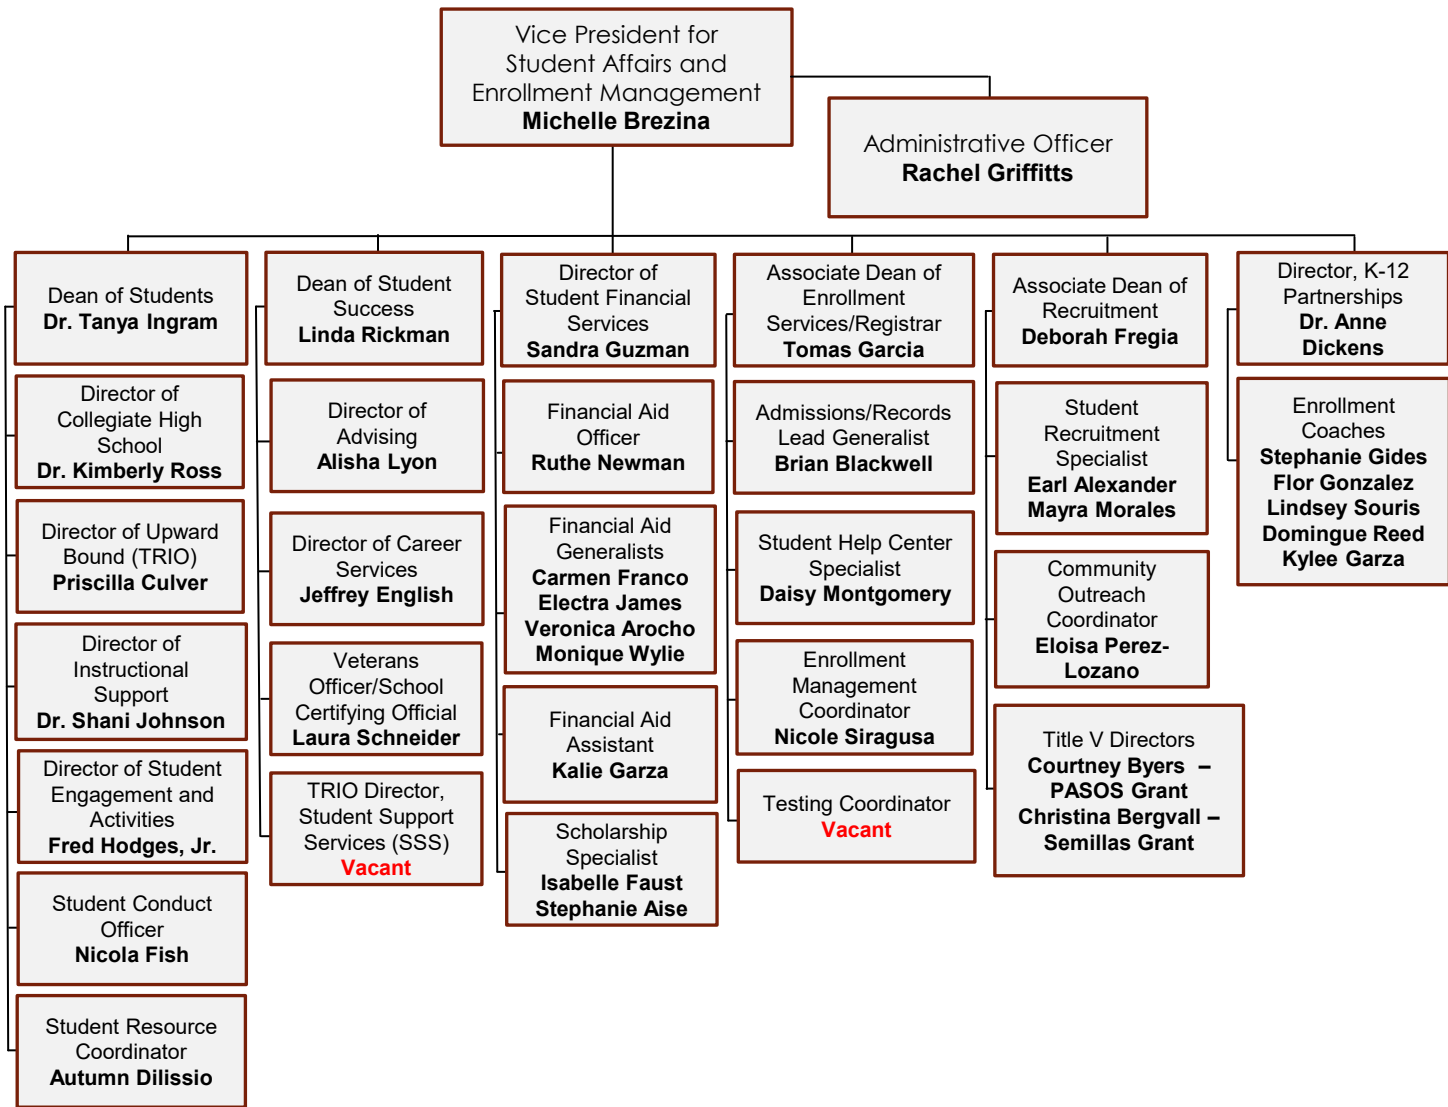 Vice President for
Student Affairs and
Enrollment Management
Michelle Brezina
Administrative Officer
Rachel Griffitts
Dean of Students
Dr. Tanya Ingram
Director of
Collegiate High
School
Dr. Kimberly Ross
Director of Upward
Bound (TRIO)
Priscilla Culver
Director of
Instructional
Support
Dr. Shani Johnson
Director of Student
Engagement and
Activities
Fred Hodges, Jr.
Student Conduct
Officer
Nicola Fish
Student Resource
Coordinator
Autumn Dilissio
Dean of Student
Success
Linda Rickman
Director of
Advising
Alisha Lyon
Director of Career
Services
Jeffrey English
Veterans
Officer/School
Certifying Official
Laura Schneider
TRIO Director,
Student Support
Services (SSS)
Vacant
Director of
Student Financial
Services
Sandra Guzman
Financial Aid
Officer
Ruthe Newman
Financial Aid
Generalists
Carmen Franco
Electra James
Veronica Arocho
Monique Wylie
Financial Aid
Assistant
Kalie Garza
Scholarship
Specialist
Isabelle Faust
Stephanie Aise
Associate Dean of
Enrollment
Services/Registrar
Tomas Garcia
Admissions/Records
Lead Generalist
Brian Blackwell
Student Help Center
Specialist
Daisy Montgomery
Enrollment
Management
Coordinator
Nicole Siragusa
Testing Coordinator
Vacant
Associate Dean of
Recruitment
Deborah Fregia
Student
Recruitment
Specialist
Earl Alexander
Mayra Morales
Community
Outreach
Coordinator
Eloisa Perez-
Lozano
Title V Directors
Courtney Byers –
PASOS Grant
Christina Bergvall –
Semillas Grant
Director, K-12
Partnerships
Dr. Anne
Dickens
Enrollment
Coaches
Stephanie Gides
Flor Gonzalez
Lindsey Souris
Domingue Reed
Kylee Garza